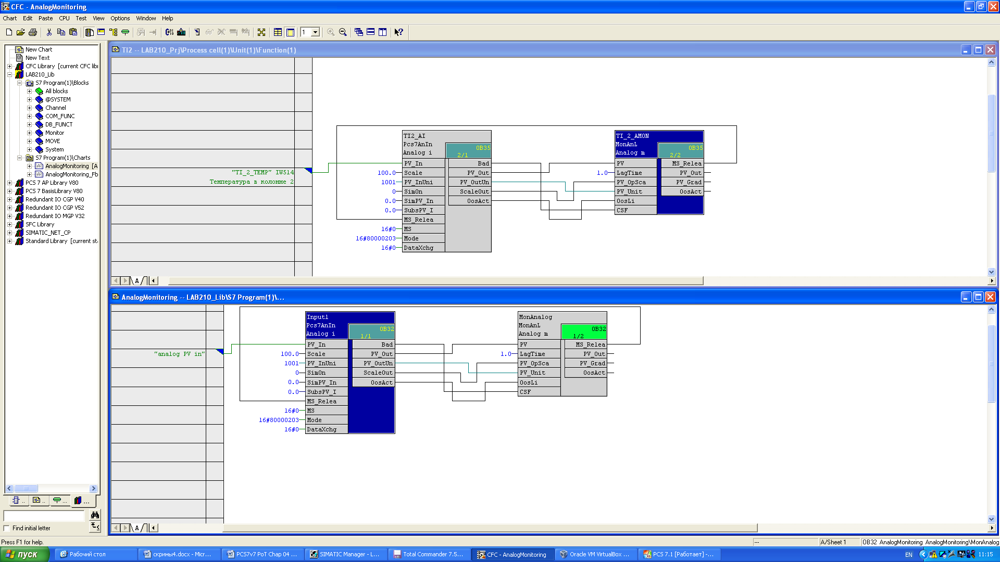 CFC - AnalogMonitoring
Chart Edit Paste CPU Test View Options Window Help
1
New Chart
New Text
CFC Library [current CFC lib
LAB210_Lib
S7 Program(1)\Blocks
All blocks
@SYSTEM
Channel
COM_FUNC
DB_FUNCT
Monitor
MOVE
System
S7 Program(1)\Charts
AnalogMonitoring [A
AnalogMonitoring_Fb
PCS 7 AP Library V80
PCS 7 BasisLibrary V80
Redundant IO CGP V40
Redundant IO CGP V52
Redundant IO MGP V32
SFC Library
SIMATIC_NET_CP
Standard Library [current sta
Find initial letter
TI2 -- LAB210_Prj\Process cell(1)\Unit(1)\Function(1)
"TI_2_TEMP" IW514
Температура в колонне 2
TI2_AI
Pcs7AnIn
Analog i
OB35
2/1
PV_In
100.0 Scale
1001 PV_InUni
0 SimOn
0.0 SimPV_In
0.0 SubsPV_I
MS_Relea
16#0 MS
16#80000203 Mode
16#0 DataXchg
Bad
PV_Out
PV_OutUn
ScaleOut
OosAct
TI_2_AMON
MonAnL
Analog m
OB35
2/2
PV
1.0 LagTime
PV_OpSca
PV_Unit
OosLi
CSF
MS_Relea
PV_Out
PV_Grad
OosAct
A
AnalogMonitoring -- LAB210_Lib\S7 Program(1)\...
"analog PV in"
Input1
Pcs7AnIn
Analog i
OB32
1/1
PV_In
100.0 Scale
1001 PV_InUni
0 SimOn
0.0 SimPV_In
0.0 SubsPV_I
MS_Relea
16#0 MS
16#80000203 Mode
16#0 DataXchg
Bad
PV_Out
PV_OutUn
ScaleOut
OosAct
MonAnalog
MonAnL
Analog m
OB32
1/2
PV
1.0 LagTime
PV_OpSca
PV_Unit
OosLi
CSF
MS_Relea
PV_Out
PV_Grad
OosAct
A
Press F1 for help.
---
A/Sheet 1
OB32 AnalogMonitoring AnalogMonitoring\MonAnalog
пуск
Рабочий стол
скрины4.docx - Micr...
PCS7v7 PoT Chap 04 ...
SIMATIC Manager - L...
Total Commander 7.5...
CFC - AnalogMonitoring
Oracle VM VirtualBox ...
PCS 7.1 [Работает] -...
EN
11:15